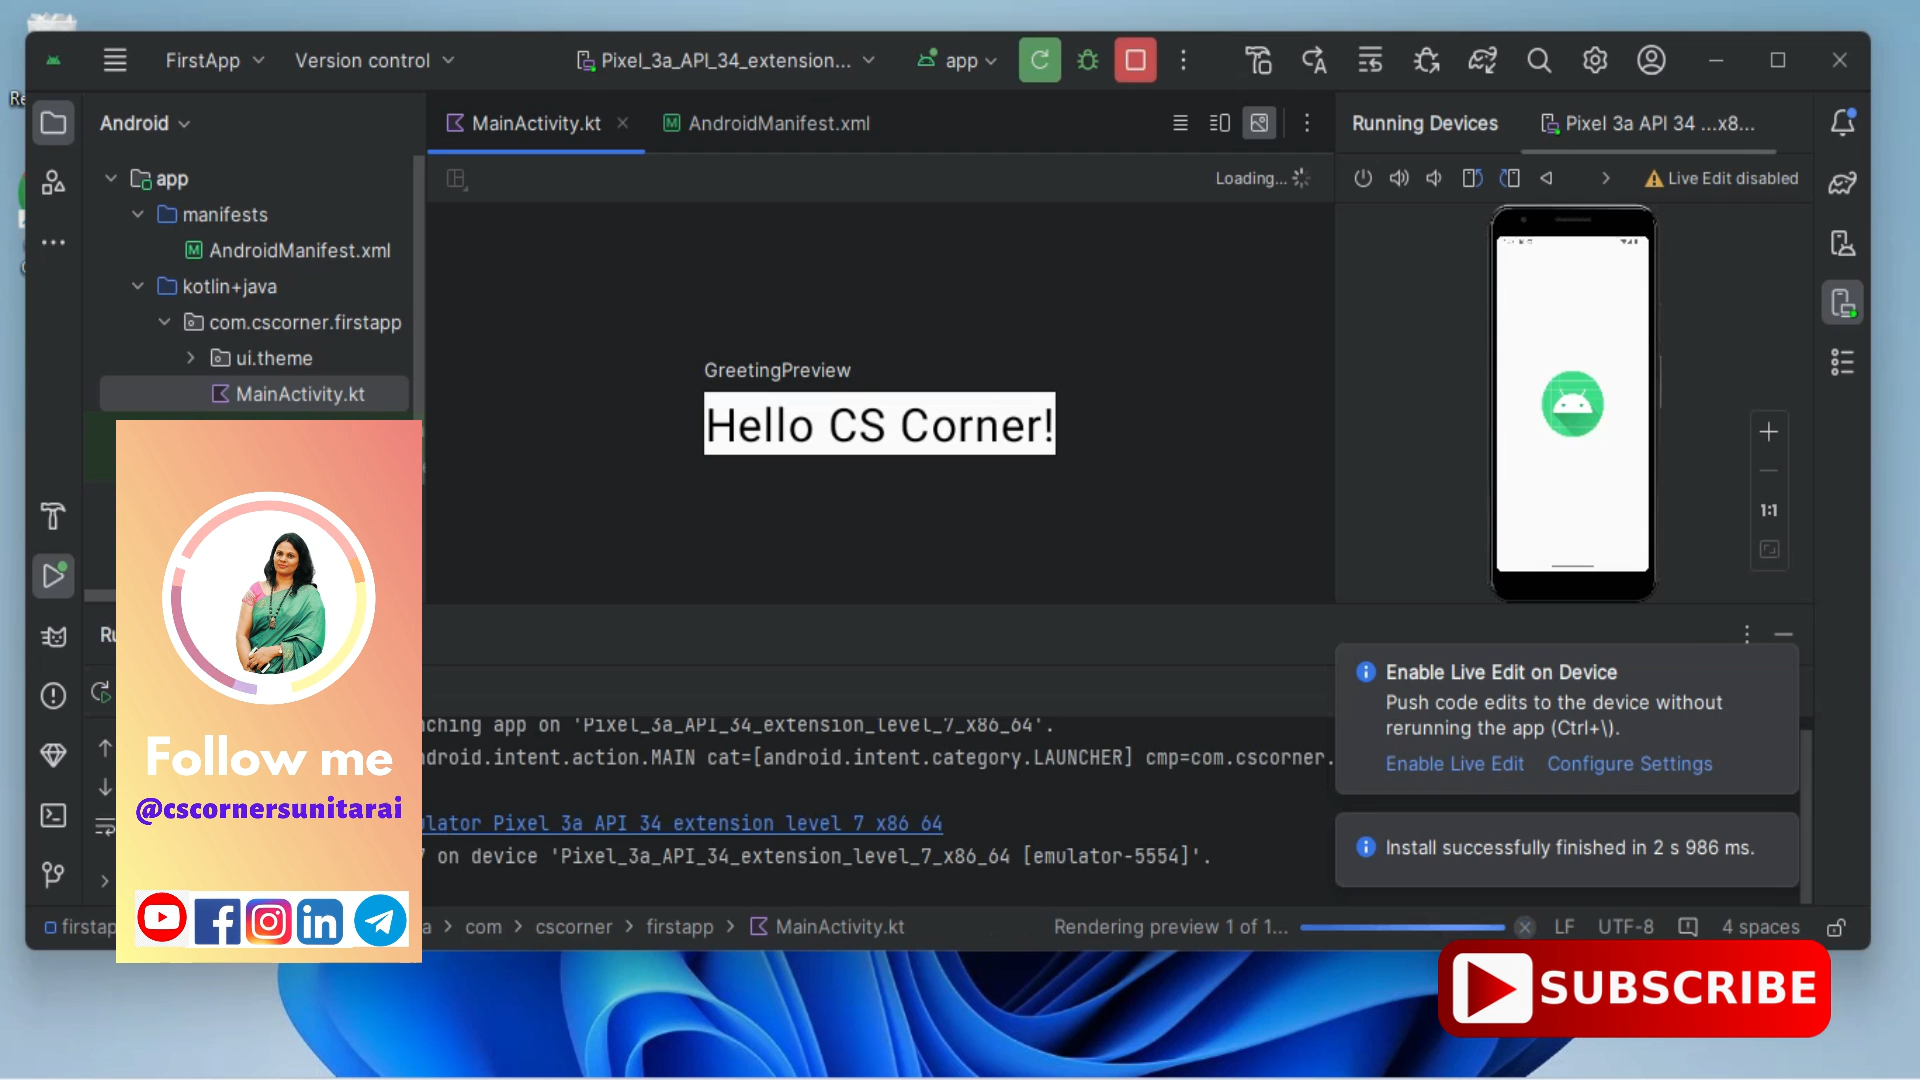 Re
FirstApp
Version control
Pixel_3a_API_34_extension...
app
Android
MainActivity.kt
AndroidManifest.xml
Running Devices
Pixel 3a API 34 ...x8...
Loading...
Live Edit disabled
app
manifests
AndroidManifest.xml
kotlin+java
com.cscorner.firstapp
ui.theme
MainActivity.kt
GreetingPreview
Hello CS Corner!
1:1
Follow me
@cscornersunitarai
Ru
ching app on 'Pixel_3a_API_34_extension_level_7_x86_64'.
ndroid.intent.action.MAIN cat=[android.intent.category.LAUNCHER] cmp=com.cscorner.
ulator Pixel 3a API 34 extension level 7 x86 64
on device 'Pixel_3a_API_34_extension_level_7_x86_64 [emulator-5554]'.
Enable Live Edit on Device
Push code edits to the device without
rerunning the app (Ctrl+\).
Enable Live Edit Configure Settings
Install successfully finished in 2 s 986 ms.
firstap
a > com > cscorner > firstapp > MainActivity.kt
Rendering preview 1 of 1...
LF
UTF-8
4 spaces
SUBSCRIBE